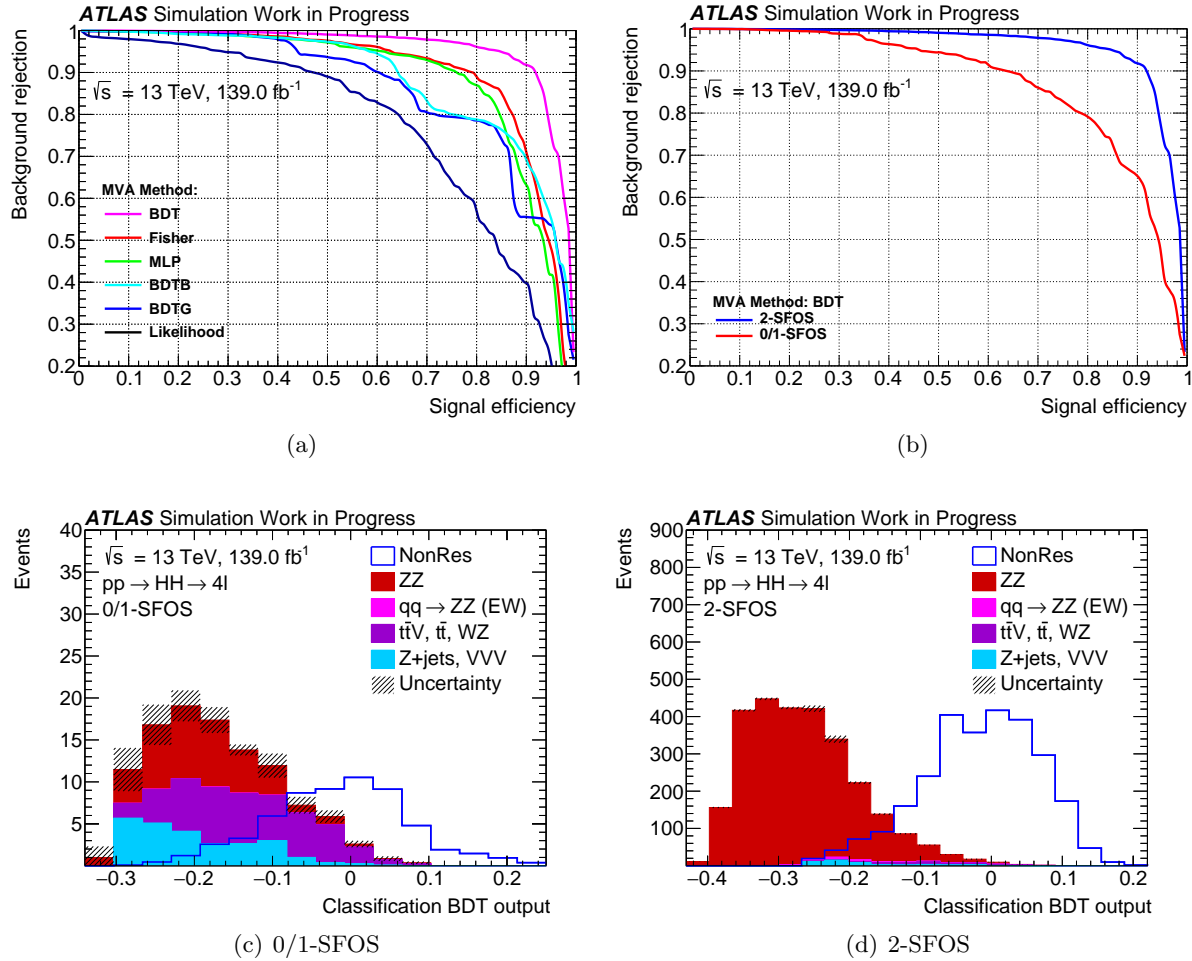 ATLAS Simulation Work in Progress
Background rejection
1
0.9
0.8
0.7
0.6
0.5
0.4
0.3
0.2
√s = 13 TeV, 139.0 fb-1
MVA Method:
BDT
Fisher
MLP
BDTB
BDTG
Likelihood
0 0.1 0.2 0.3 0.4 0.5 0.6 0.7 0.8 0.9 1
Signal efficiency
(a)
ATLAS Simulation Work in Progress
Background rejection
1
0.9
0.8
0.7
0.6
0.5
0.4
0.3
0.2
√s = 13 TeV, 139.0 fb-1
MVA Method: BDT
2-SFOS
0/1-SFOS
0 0.1 0.2 0.3 0.4 0.5 0.6 0.7 0.8 0.9 1
Signal efficiency
(b)
ATLAS Simulation Work in Progress
Events
40
35
30
25
20
15
10
5
√s = 13 TeV, 139.0 fb1
pp → HH → 4l
0/1-SFOS
NonRes
ZZ
qq → ZZ (EW)
tt̄V, tt̄, WZ
Z+jets, VVV
Uncertainty
−0.3 −0.2 −0.1 0 0.1 0.2
Classification BDT output
(c) 0/1-SFOS
ATLAS Simulation Work in Progress
Events
900
800
700
600
500
400
300
200
100
√s = 13 TeV, 139.0 fb1
pp → HH → 4l
2-SFOS
NonRes
ZZ
qq → ZZ (EW)
tt̄V, tt̄, WZ
Z+jets, VVV
Uncertainty
−0.4 −0.3 −0.2 −0.1 0 0.1 0.2
Classification BDT output
(d) 2-SFOS